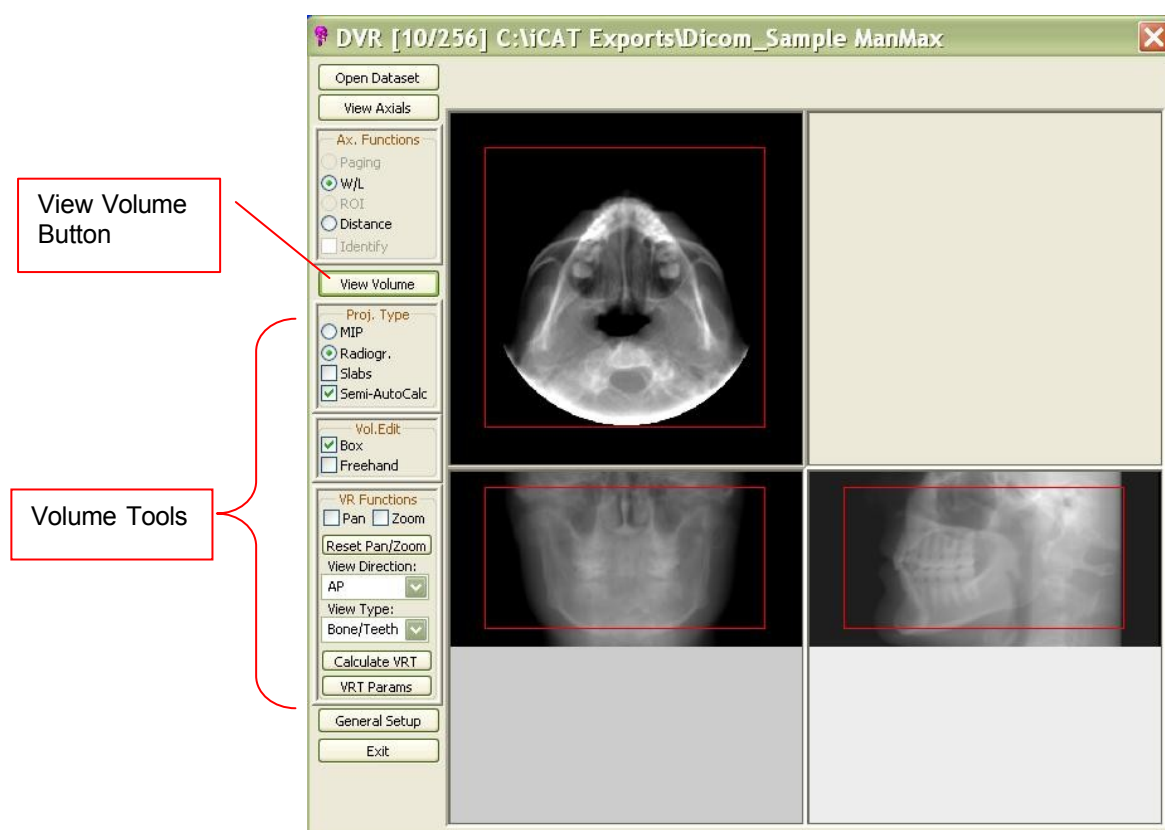 DVR [10/256] C:\iCAT Exports\Dicom_Sample ManMax
Open Dataset
View Axials
Ax. Functions
Paging
W/L
ROI
Distance
Identify
View Volume
Button
View Volume
Proj. Type
MIP
Radiogr.
Slabs
Semi-AutoCalc
Vol.Edit
Box
Freehand
Volume Tools
VR Functions
Pan Zoom
Reset Pan/Zoom
View Direction:
AP
View Type:
Bone/Teeth
Calculate VRT
VRT Params
General Setup
Exit